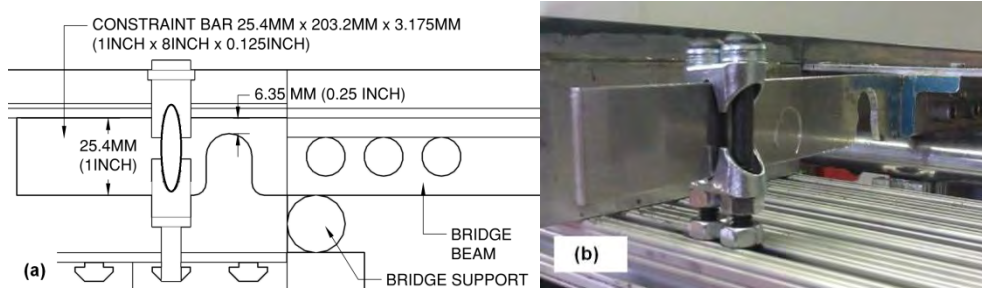 CONSTRAINT BAR 25.4MM x 203.2MM x 3.175MM
(1INCH x 8INCH x 0.125INCH)
6.35 MM (0.25 INCH)
25.4MM
(1INCH)
BRIDGE
BEAM
BRIDGE SUPPORT
(a)
(b)